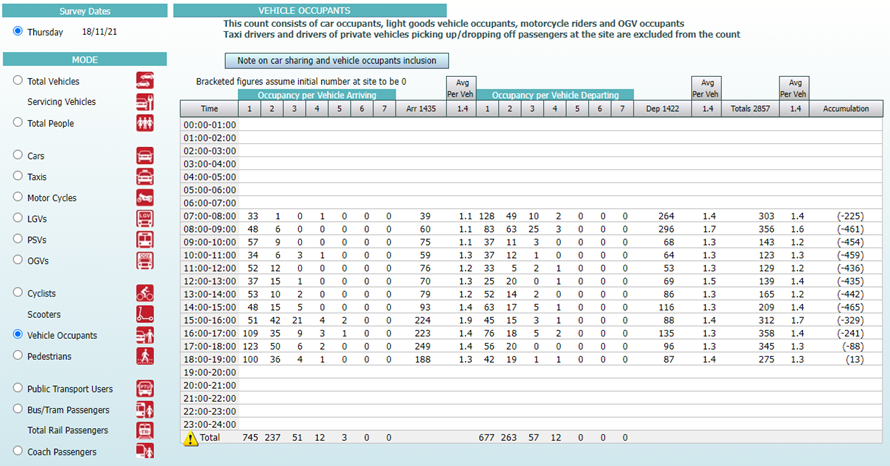 Survey Dates
Thursday 18/11/21
MODE
Total Vehicles
Servicing Vehicles
Total People
Cars
Taxis
Motor Cycles
LGVs
PSVs
OGVs
Cyclists
Scooters
Vehicle Occupants
Pedestrians
Public Transport Users
Bus/Tram Passengers
Total Rail Passengers
Coach Passengers
VEHICLE OCCUPANTS
This count consists of car occupants, light goods vehicle occupants, motorcycle riders and OGV occupants
Taxi drivers and drivers of private vehicles picking up/dropping off passengers at the site are excluded from the count
Note on car sharing and vehicle occupants inclusion
Bracketed figures assume initial number at site to be 0
Avg Avg Avg
Occupancy per Vehicle Arriving Per Veh Occupancy per Vehicle Departing Per Veh Per Veh
Time 1 2 3 4 5 6 7 Arr 1435 1.4 1 2 3 4 5 6 7 Dep 1422 1.4 Totals 2857 1.4 Accumulation
00:00-01:00
01:00-02:00
02:00-03:00
03:00-04:00
04:00-05:00
05:00-06:00
06:00-07:00
07:00-08:00 33 1 0 1 0 0 0 39 1.1 128 49 10 2 0 0 0 264 1.4 303 1.4 (-225)
08:00-09:00 48 6 0 0 0 0 0 60 1.1 83 63 25 3 0 0 0 296 1.7 356 1.6 (-461)
09:00-10:00 57 9 0 0 0 0 0 75 1.1 37 11 3 0 0 0 0 68 1.3 143 1.2 (-454)
10:00-11:00 34 6 3 1 0 0 0 59 1.3 37 12 1 0 0 0 0 64 1.3 123 1.3 (-459)
11:00-12:00 52 12 0 0 0 0 0 76 1.2 33 5 2 1 0 0 0 53 1.3 129 1.2 (-436)
12:00-13:00 37 15 1 0 0 0 0 70 1.3 25 20 0 1 0 0 0 69 1.5 139 1.4 (-435)
13:00-14:00 53 10 2 0 0 0 0 79 1.2 52 14 2 0 0 0 0 86 1.3 165 1.2 (-442)
14:00-15:00 48 15 5 0 0 0 0 93 1.4 63 17 5 1 0 0 0 116 1.3 209 1.4 (-465)
15:00-16:00 51 42 21 4 2 0 0 224 1.9 45 15 3 1 0 0 0 88 1.4 312 1.7 (-329)
16:00-17:00 109 35 9 3 1 0 0 223 1.4 76 18 5 2 0 0 0 135 1.3 358 1.4 (-241)
17:00-18:00 123 50 6 2 0 0 0 249 1.4 56 20 0 0 0 0 0 96 1.3 345 1.3 (-88)
18:00-19:00 100 36 4 1 0 0 0 188 1.3 42 19 1 1 0 0 0 87 1.4 275 1.3 (13)
19:00-20:00
20:00-21:00
21:00-22:00
22:00-23:00
23:00-24:00
Total 745 237 51 12 3 0 0 677 263 57 12 0 0 0